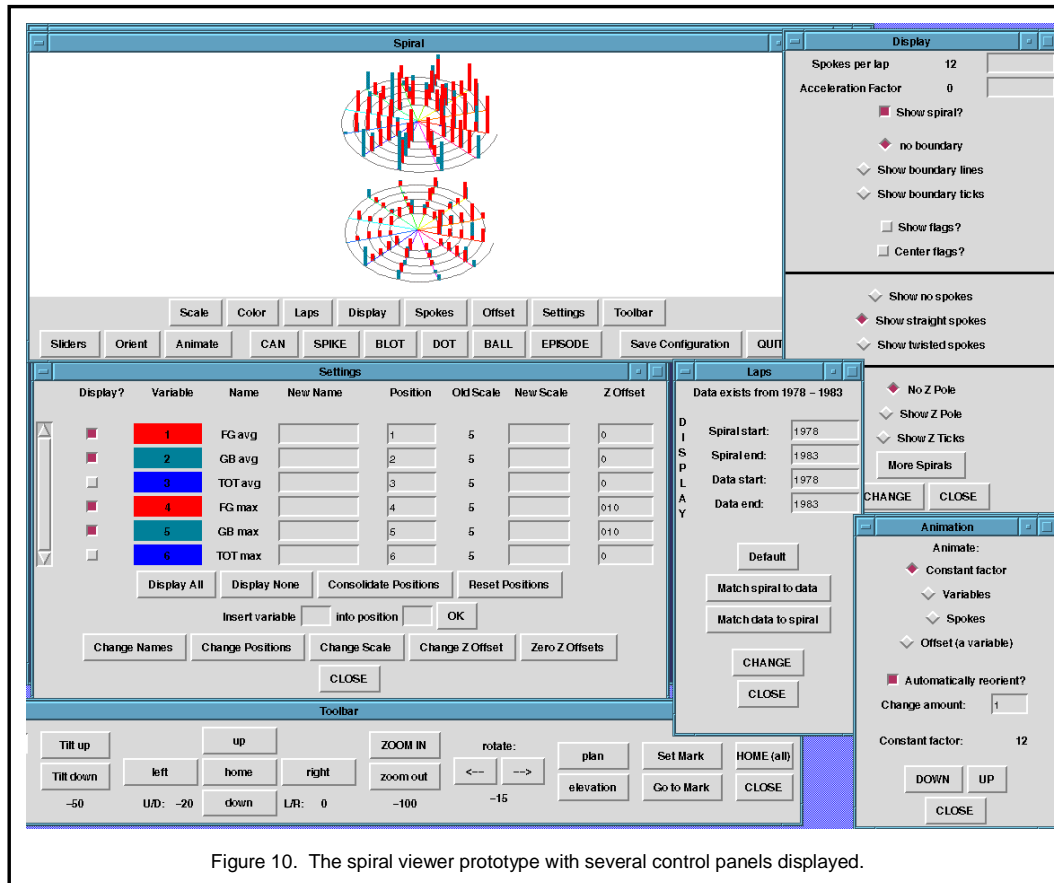 Spiral
Scale Color Laps Display Spokes Offset Settings Toolbar
Sliders Orient Animate CAN SPIKE BLOT DOT BALL EPISODE Save Configuration QUIT
Display
Spokes per lap 12
Acceleration Factor 0
Show spiral?
no boundary
Show boundary lines
Show boundary ticks
Show flags?
Center flags?
Show no spokes
Show straight spokes
Show twisted spokes
No Z Pole
Show Z Pole
Show Z Ticks
More Spirals
CHANGE CLOSE
Settings
Display? Variable Name New Name Position Old Scale New Scale Z Offset
1 FG avg 1 5 0
2 GB avg 2 5 0
3 TOT avg 3 5 0
4 FG max 4 5 010
5 GB max 5 5 010
6 TOT max 6 5 0
Display All Display None Consolidate Positions Reset Positions
Insert variable into position OK
Change Names Change Positions Change Scale Change Z Offset Zero Z Offsets
CLOSE
Laps
Data exists from 1978 – 1983
DISPLAY
Spiral start: 1978
Spiral end: 1983
Data start: 1978
Data end: 1983
Default
Match spiral to data
Match data to spiral
CHANGE
CLOSE
Animation
Animate:
Constant factor
Variables
Spokes
Offset (a variable)
Automatically reorient?
Change amount: 1
Constant factor: 12
DOWN UP
CLOSE
Toolbar
Tilt up up ZOOM IN rotate: plan Set Mark HOME (all)
Tilt down left home right zoom out <-- --> elevation Go to Mark CLOSE
-50 U/D: -20 down L/R: 0 -100 -15
Figure 10. The spiral viewer prototype with several control panels displayed.